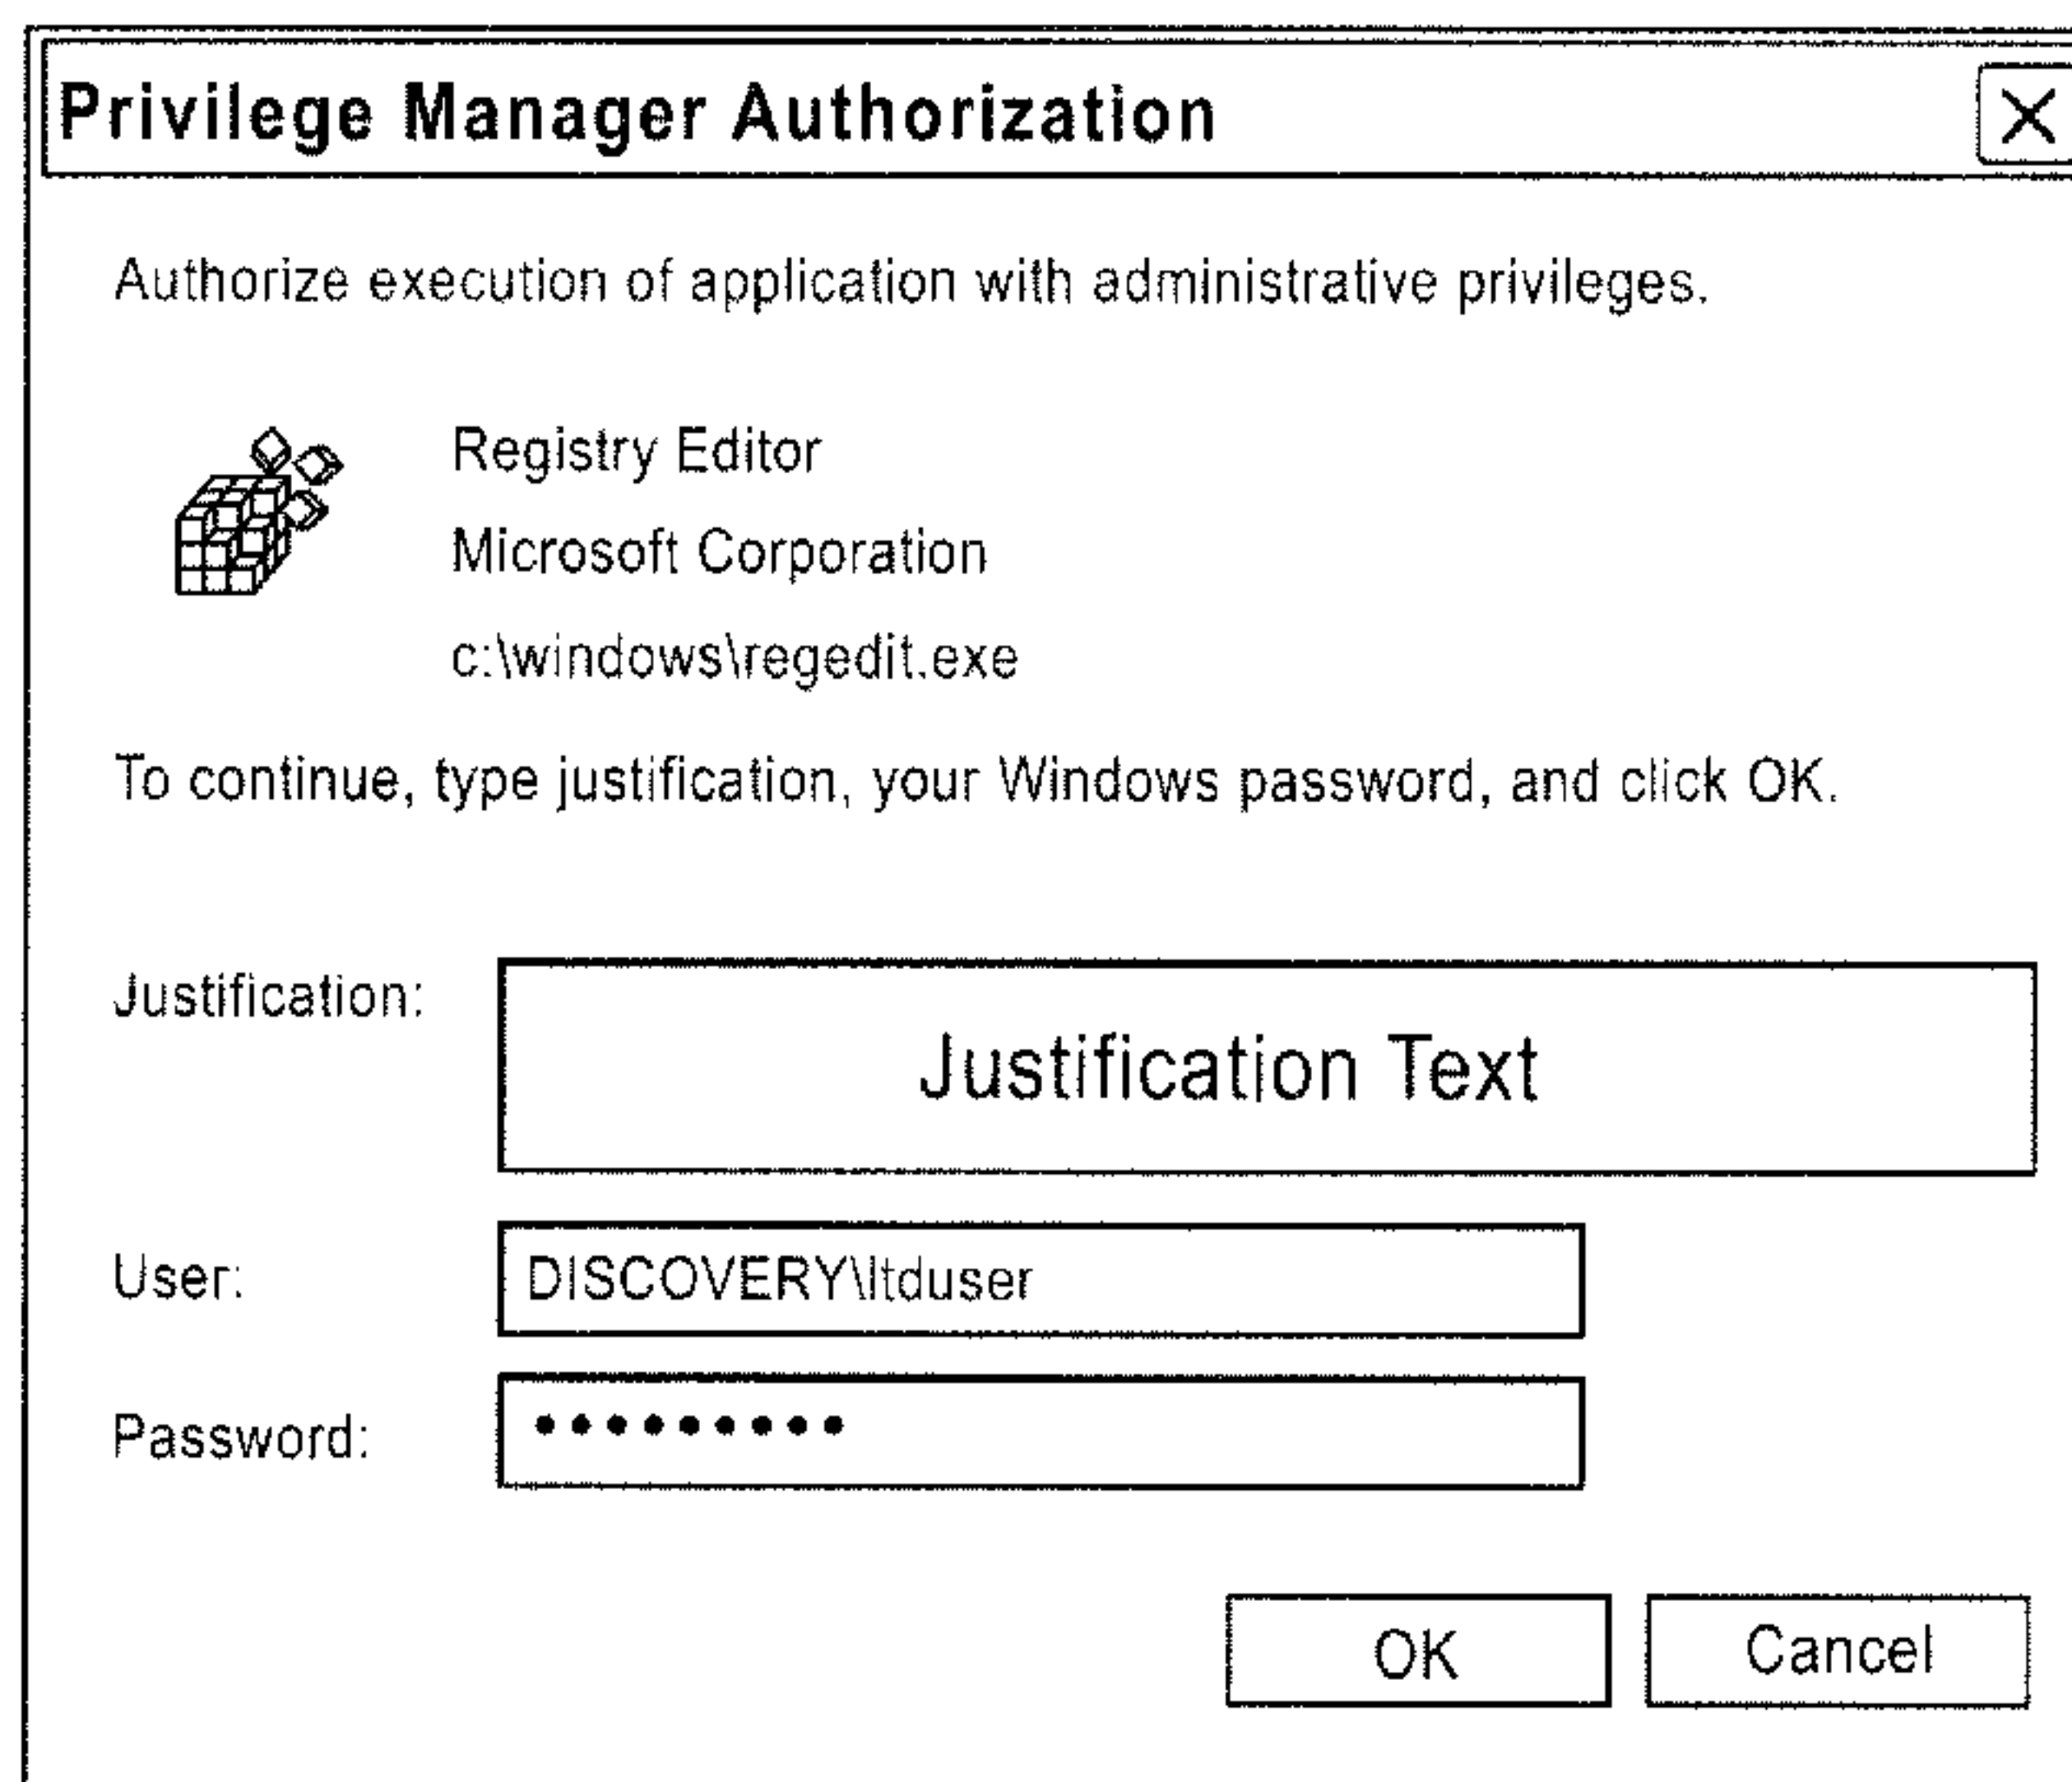 Privilege Manager Authorization
Authorize execution of application with administrative privileges.
Registry Editor
Microsoft Corporation
c:\windows\regedit.exe
To continue, type justification, your Windows password, and click OK.
Justification:
Justification Text
User:
DISCOVERY\ltduser
Password:
•••••••••
OK
Cancel